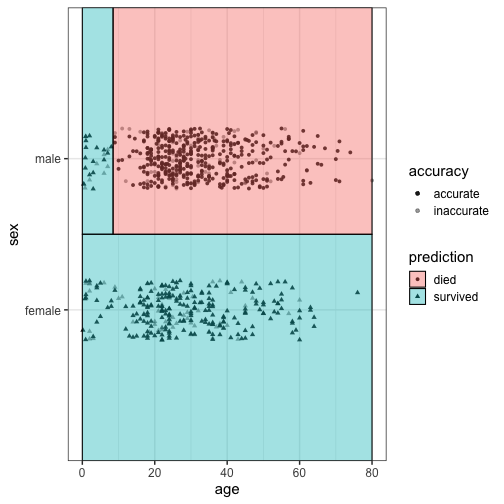 male
female
sex
0 20 40 60 80
age
accuracy
accurate
inaccurate
prediction
died
survived